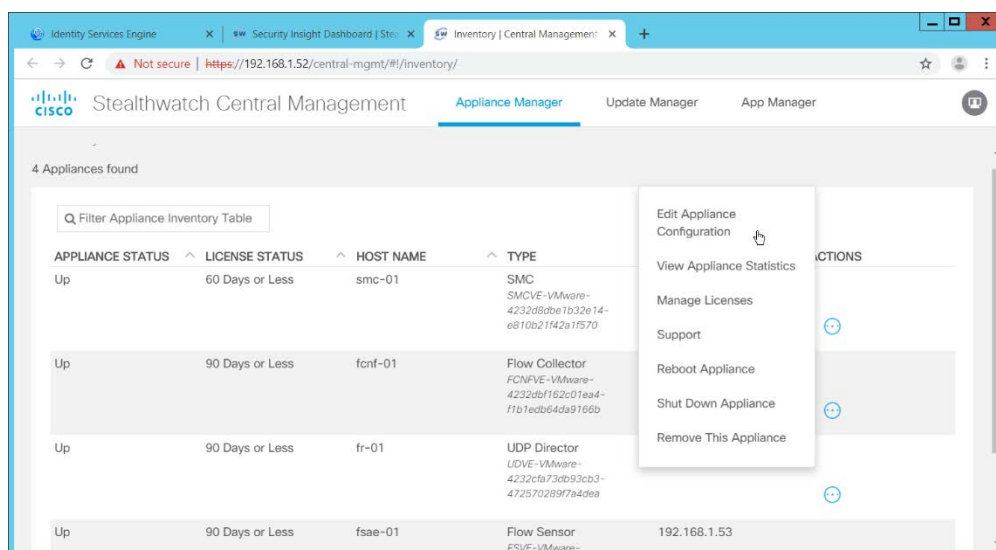 Identity Services Engine
Security Insight Dashboard | Stea
Inventory | Central Management
Not secure | https://192.168.1.52/central-mgmt/#!/inventory/
cisco
Stealthwatch Central Management
Appliance Manager
Update Manager
App Manager
4 Appliances found
Filter Appliance Inventory Table
APPLIANCE STATUS LICENSE STATUS HOST NAME TYPE ACTIONS
Up 60 Days or Less smc-01 SMC
SMCVE-VMware-
4232d8dbe1b32e14-
e810b21f42a1f570
Up 90 Days or Less fcnf-01 Flow Collector
FCNFVE-VMware-
4232dbf162c01ea4-
f1b1edb64da9166b
Up 90 Days or Less fr-01 UDP Director
UDVE-VMware-
4232cfa73db93cb3-
472570289f7a4dea
Up 90 Days or Less fsae-01 Flow Sensor 192.168.1.53
FSVE-VMware-
Edit Appliance
Configuration
View Appliance Statistics
Manage Licenses
Support
Reboot Appliance
Shut Down Appliance
Remove This Appliance